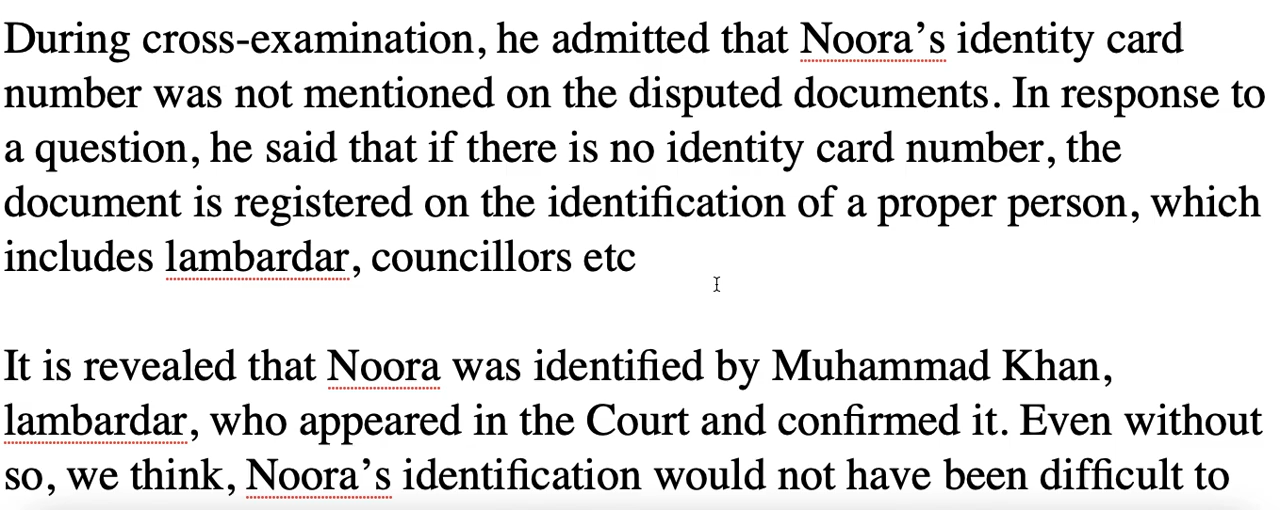 During cross-examination, he admitted that Noora’s identity card
number was not mentioned on the disputed documents. In response to
a question, he said that if there is no identity card number, the
document is registered on the identification of a proper person, which
includes lambardar, councillors etc
It is revealed that Noora was identified by Muhammad Khan,
lambardar, who appeared in the Court and confirmed it. Even without
so, we think, Noora’s identification would not have been difficult to